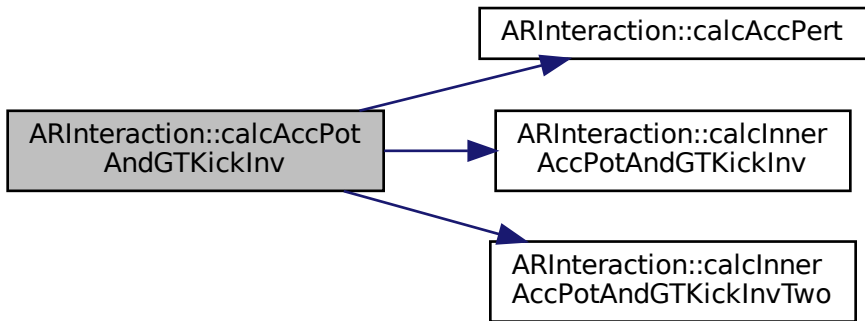 ARInteraction::calcAccPert
ARInteraction::calcAccPot
AndGTKickInv
ARInteraction::calcInner
AccPotAndGTKickInv
ARInteraction::calcInner
AccPotAndGTKickInvTwo